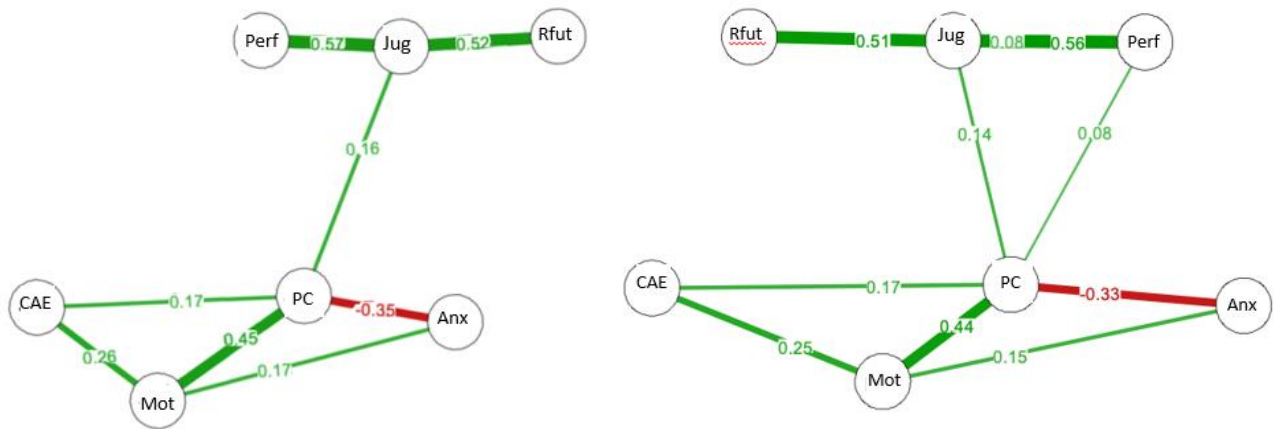 Perf 0.57 Jug 0.52 Rfut
0.16
CAE 0.17 PC -0.35 Anx
0.26 0.45 0.17
Mot
Rfut 0.51 Jug 0.08 0.56 Perf
0.14 0.08
CAE 0.17 PC -0.33 Anx
0.25 0.44 0.15
Mot